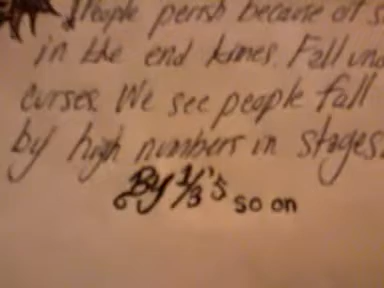 People perish because of
in the end times. Fall
curses. We see people fall
by high numbers in stages.
By 1/3's so on